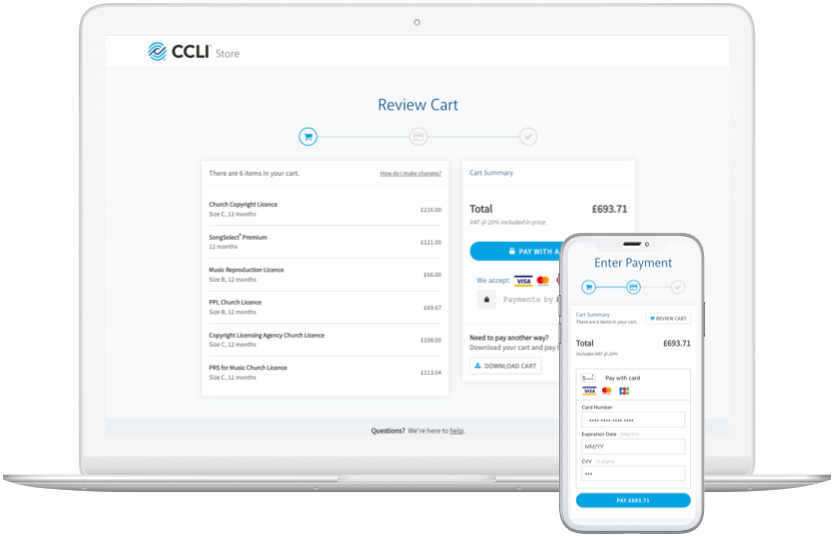 CCLI Store
Review Cart
There are 6 items in your cart.
How do I make changes?
Church Copyright Licence
Size C, 12 months
£216.00
SongSelect® Premium
12 months
£121.00
Music Reproduction Licence
Size B, 12 months
£66.00
PPL Church Licence
Size B, 12 months
£69.67
Copyright Licensing Agency Church Licence
Size C, 12 months
£108.00
PRS for Music Church Licence
Size C, 12 months
£113.04
Cart Summary
Total
£693.71
VAT @ 20% included in price.
PAY WITH A
We accept: VISA
Payments by
Need to pay another way?
Download your cart and pay
DOWNLOAD CART
Questions? We're here to help.
Enter Payment
Cart Summary
There are 6 items in your cart.
REVIEW CART
Total
£693.71
Includes VAT @ 20%
Pay with card
VISA
JCB
Card Number
•••• •••• •••• ••••
Expiration Date (MM/YY)
MM/YY
CVV (3 digits)
•••
PAY £693.71